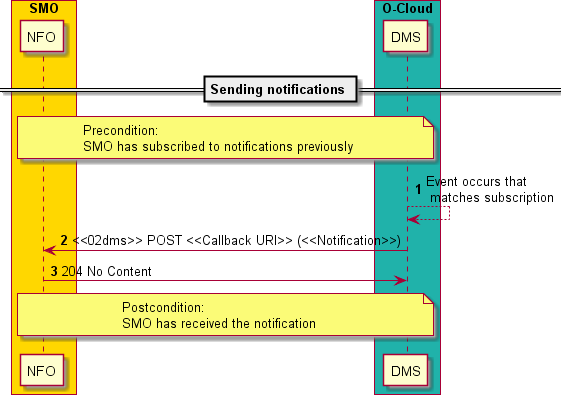 SMO
O-Cloud
NFO
DMS
Sending notifications
Precondition:
SMO has subscribed to notifications previously
1 Event occurs that
matches subscription
2 <<02dms>> POST <<Callback URI>> (<<Notification>>)
3 204 No Content
Postcondition:
SMO has received the notification
NFO
DMS